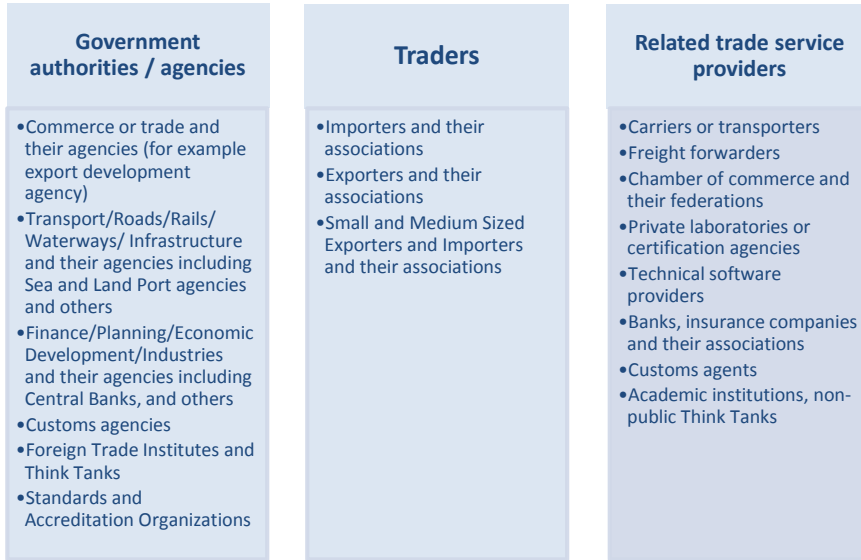 Government
authorities / agencies
•Commerce or trade and
their agencies (for example
export development
agency)
•Transport/Roads/Rails/
Waterways/ Infrastructure
and their agencies including
Sea and Land Port agencies
and others
•Finance/Planning/Economic
Development/Industries
and their agencies including
Central Banks, and others
•Customs agencies
•Foreign Trade Institutes and
Think Tanks
•Standards and
Accreditation Organizations
Traders
•Importers and their
associations
•Exporters and their
associations
•Small and Medium Sized
Exporters and Importers
and their associations
Related trade service
providers
•Carriers or transporters
•Freight forwarders
•Chamber of commerce and
their federations
•Private laboratories or
certification agencies
•Technical software
providers
•Banks, insurance companies
and their associations
•Customs agents
•Academic institutions, non-
public Think Tanks